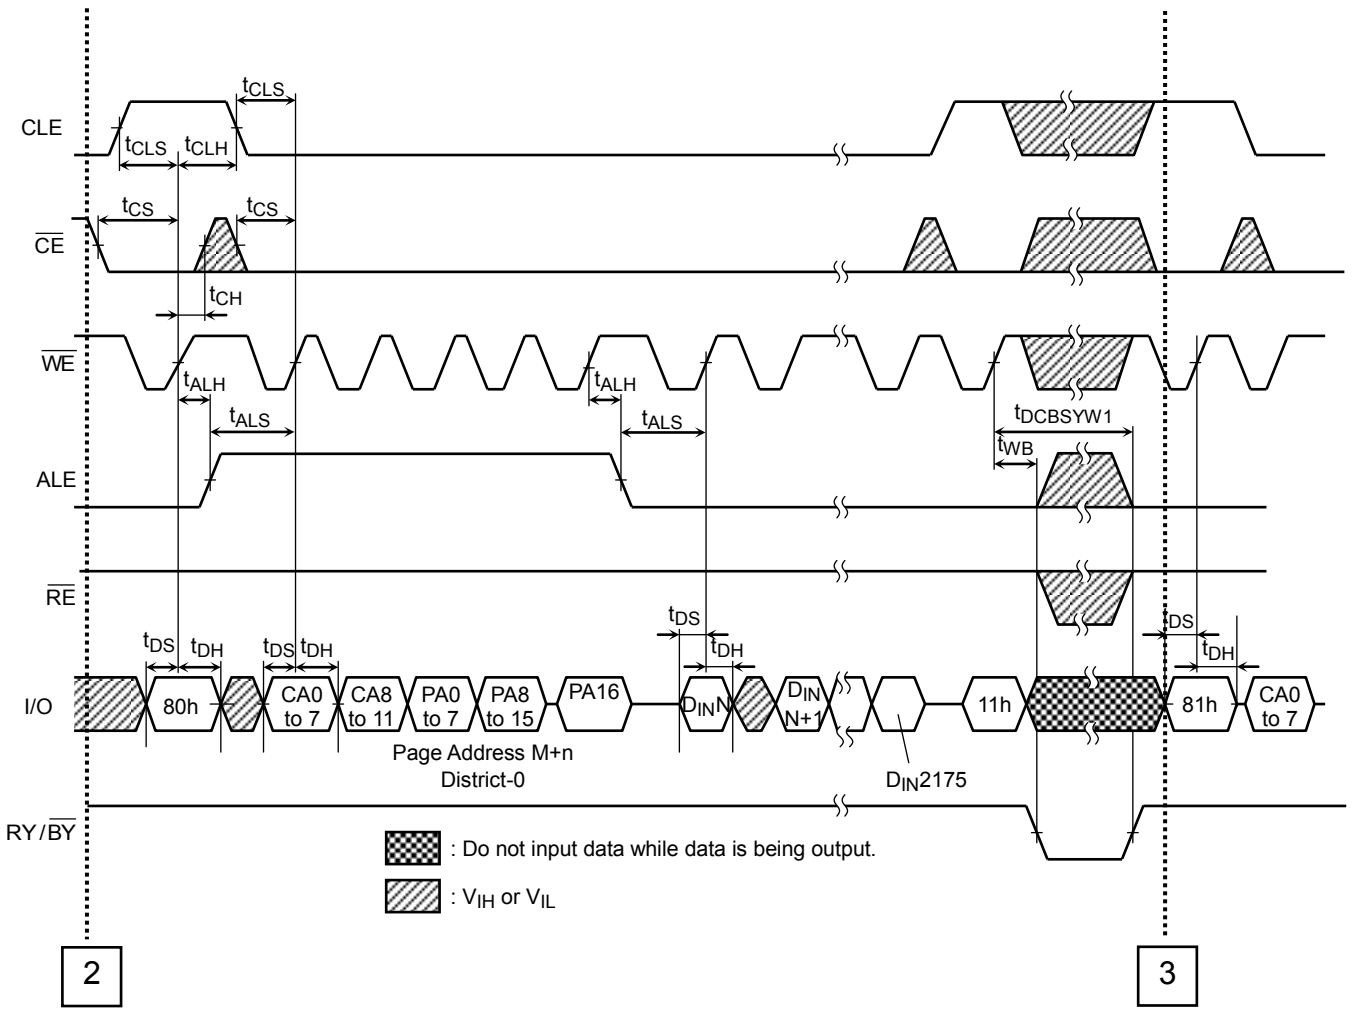 tCLS
CLE
tCLS
tCLH
tCS
tCS
CE
tCH
WE
tALH
tALH
tALS
tALS
tDCBSYW1
tWB
ALE
RE
tDS
tDH
tDS
tDH
tDS
tDH
DS
tDH
I/O
80h
CA0 to 7
CA8 to 11
PA0 to 7
PA8 to 15
PA16
DINN
DIN N+1
11h
81h
CA0 to 7
Page Address M+n
District-0
DIN2175
RY/BY
: Do not input data while data is being output.
: VIH or VIL
2
3